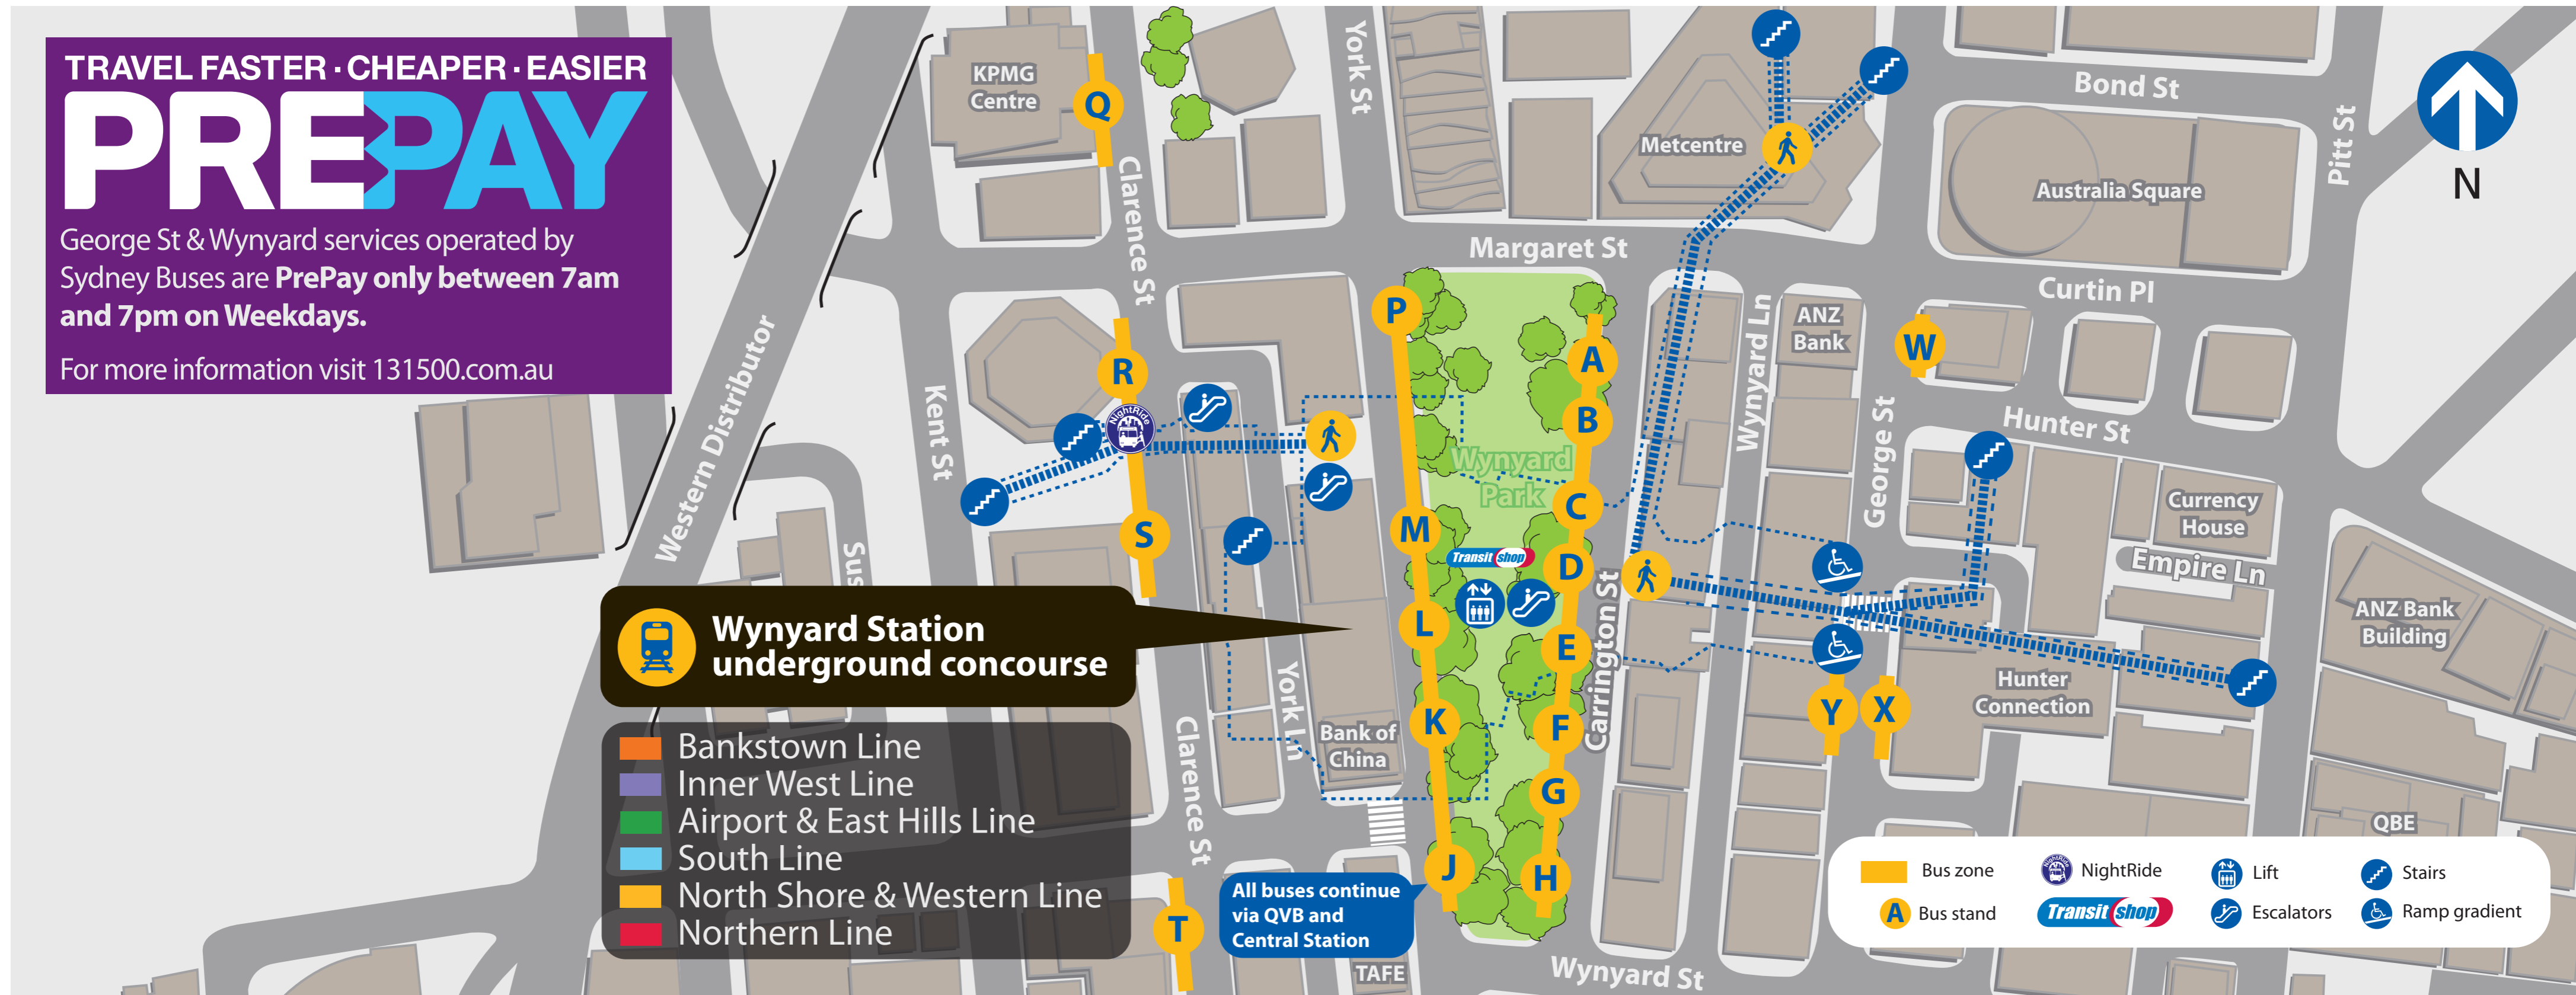 TRAVEL FASTER · CHEAPER · EASIER
PREPAY
George St & Wynyard services operated by
Sydney Buses are PrePay only between 7am
and 7pm on Weekdays.
For more information visit 131500.com.au
KPMG
Centre
Q
Clarence St
York St
Metcentre
Bond St
Pitt St
Australia Square
N
Margaret St
Curtin Pl
Western Distributor
Kent St
R
NightRide
S
P
A
B
Wynyard
Park
C
M
Transit shop
D
L
E
K
F
G
J
H
Wynyard Ln
ANZ
Bank
W
George St
Hunter St
Currency
House
Empire Ln
ANZ Bank
Building
Carrington St
Hunter
Connection
Y
X
QBE
Sus
Wynyard Station
underground concourse
Bankstown Line
Inner West Line
Airport & East Hills Line
South Line
North Shore & Western Line
Northern Line
Clarence St
York Ln
Bank of
China
T
All buses continue
via QVB and
Central Station
TAFE
Wynyard St
Bus zone
NightRide
NightRide
Lift
Stairs
A
Bus stand
Transit shop
Escalators
Ramp gradient